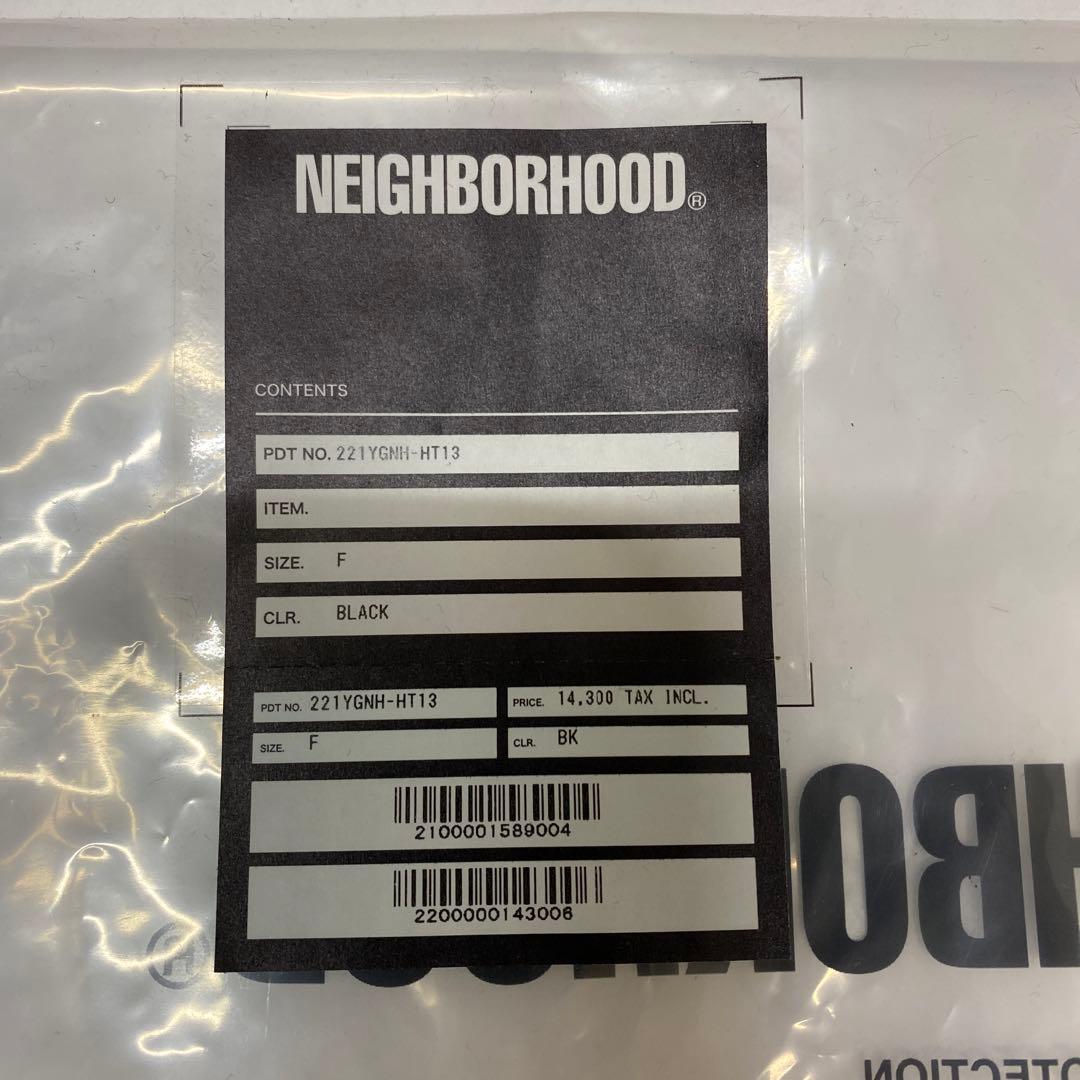 NEIGHBORHOOD®
CONTENTS
PDT NO. 221YGNH-HT13
ITEM.
SIZE. F
CLR. BLACK
PDT NO. 221YGNH-HT13
PRICE. 14,300 TAX INCL.
SIZE. F
CLR. BK
2100001589004
2200000143006